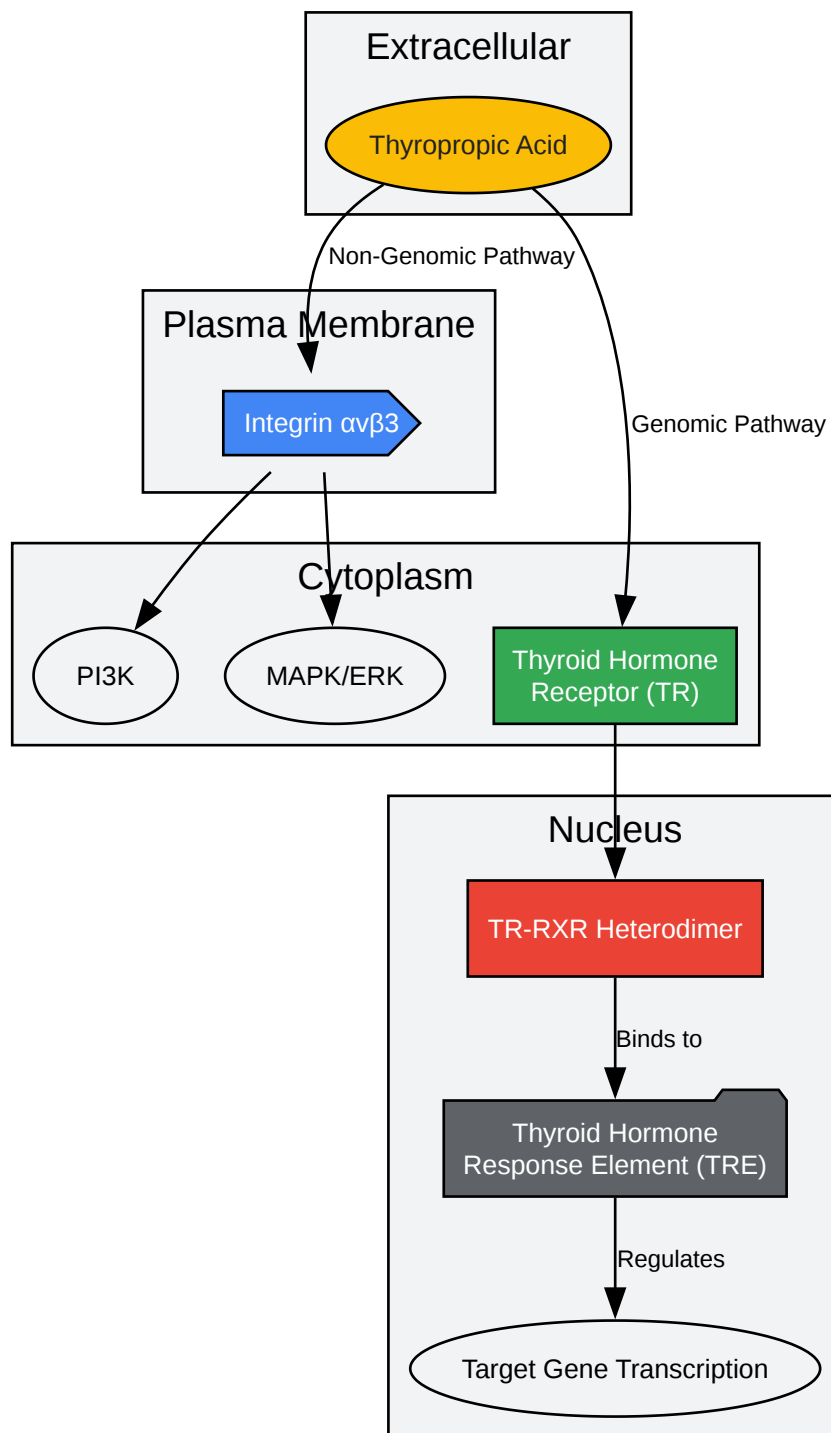 Extracellular
Thyropropic Acid
Non-Genomic Pathway
Plasma Membrane
Integrin αvβ3
Genomic Pathway
Cytoplasm
PI3K
MAPK/ERK
Thyroid Hormone
Receptor (TR)
Nucleus
TR-RXR Heterodimer
Binds to
Thyroid Hormone
Response Element (TRE)
Regulates
Target Gene Transcription